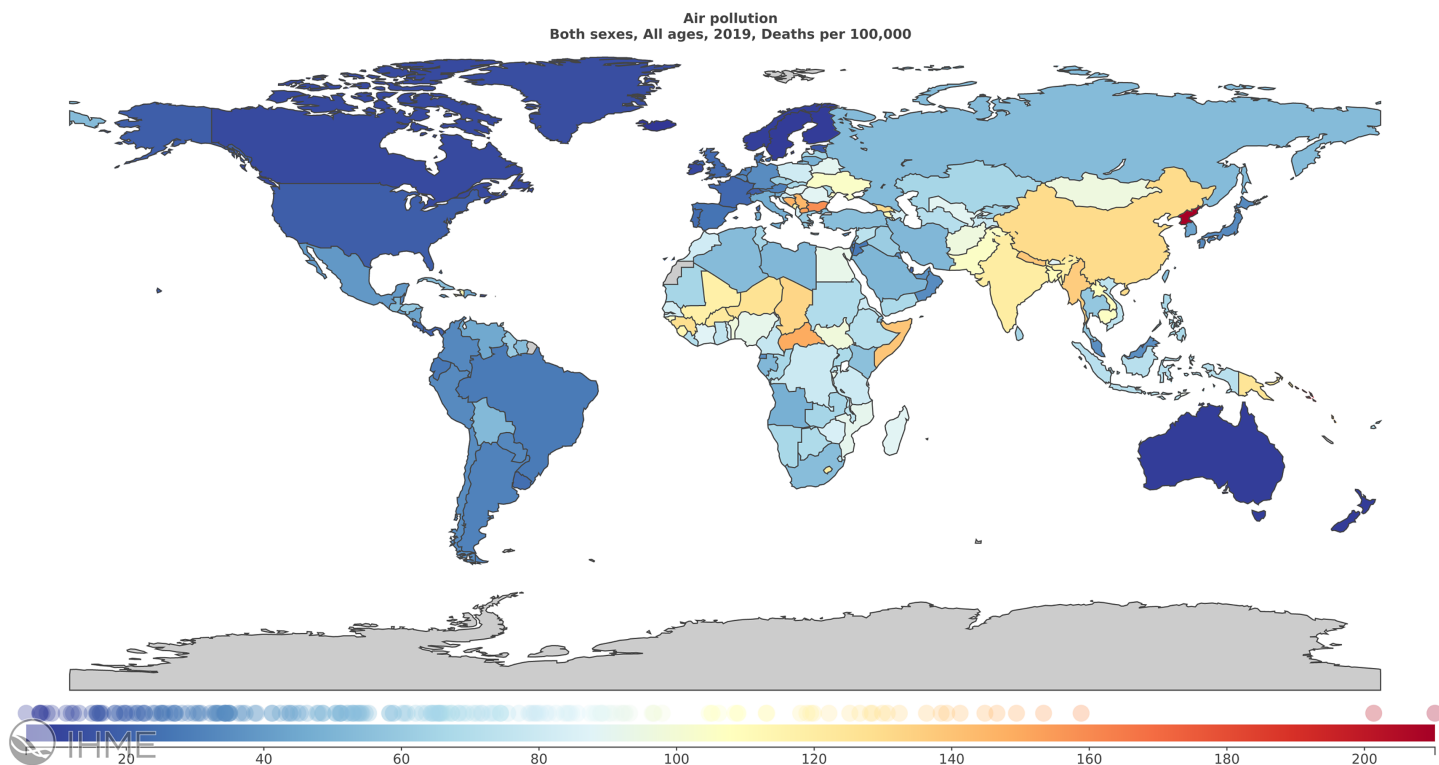 Air pollution
Both sexes, All ages, 2019, Deaths per 100,000
IHME
20 40 60 80 100 120 140 160 180 200